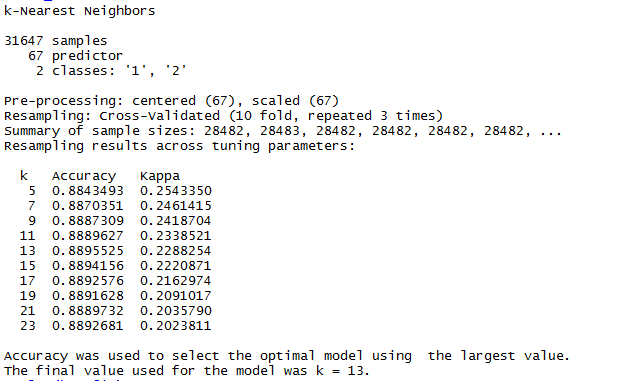 k-Nearest Neighbors
31647 samples
67 predictor
2 classes: '1', '2'
Pre-processing: centered (67), scaled (67)
Resampling: Cross-Validated (10 fold, repeated 3 times)
Summary of sample sizes: 28482, 28483, 28482, 28482, 28482, 28482, ...
Resampling results across tuning parameters:
k Accuracy Kappa
5 0.8843493 0.2543350
7 0.8870351 0.2461415
9 0.8887309 0.2418704
11 0.8889627 0.2338521
13 0.8895525 0.2288254
15 0.8894156 0.2220871
17 0.8892576 0.2162974
19 0.8891628 0.2091017
21 0.8889732 0.2035790
23 0.8892681 0.2023811
Accuracy was used to select the optimal model using the largest value.
The final value used for the model was k = 13.